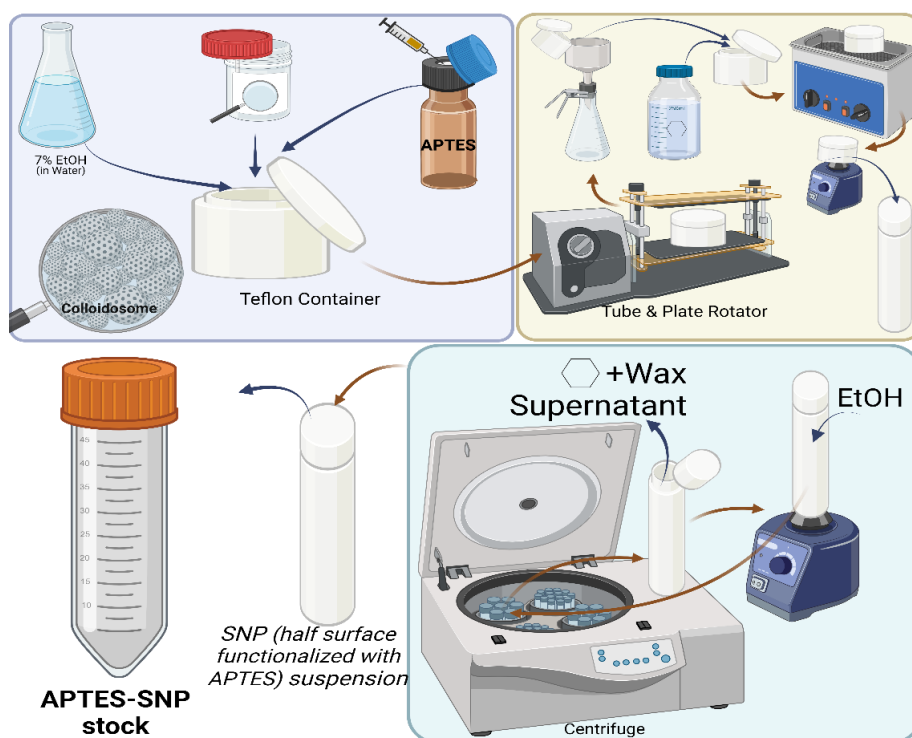 7% EtOH
(in Water)
APTES
Colloidosome
Teflon Container
Tube & Plate Rotator
+Wax
Supernatant
EtOH
45
40
35
30
25
20
15
10
SNP (half surface
functionalized with
APTES) suspension
APTES-SNP
stock
Centrifuge